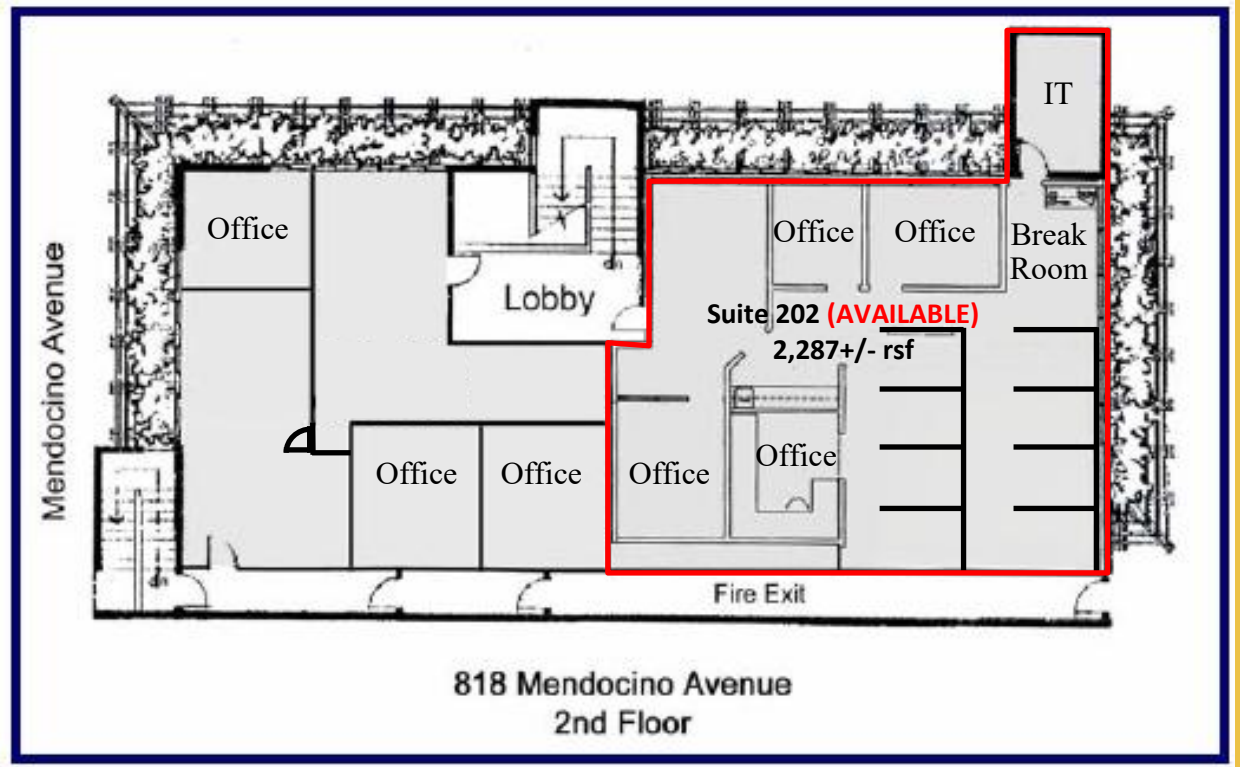 IT
Office
Office
Office
Break
Room
Lobby
Suite 202 (AVAILABLE)
2,287+/- rsf
Mendocino Avenue
Office
Office
Office
Office
Fire Exit
818 Mendocino Avenue
2nd Floor